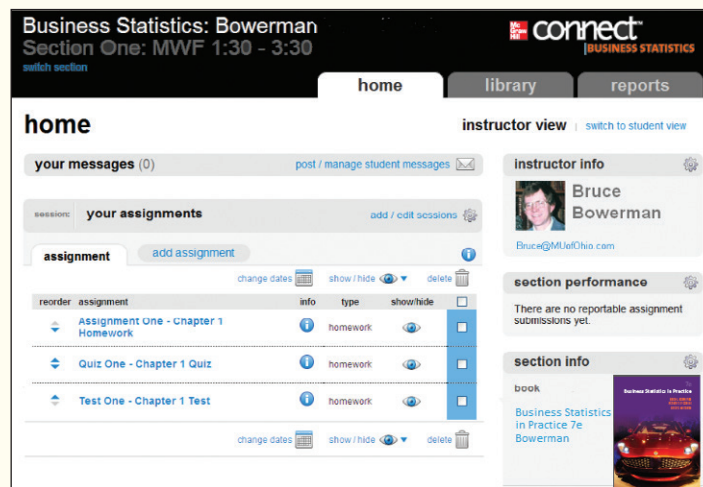 Business Statistics: Bowerman
Section One: MWF 1:30 - 3:30
switch section
Mc
Graw
Hill
connect™
BUSINESS STATISTICS
home
library
reports
home
instructor view | switch to student view
your messages (0)
post / manage student messages
session:
your assignments
add / edit sessions
assignment
add assignment
change dates
show / hide
delete
reorder assignment info type show/hide
Assignment One - Chapter 1
Homework
homework
Quiz One - Chapter 1 Quiz
homework
Test One - Chapter 1 Test
homework
change dates
show / hide
delete
instructor info
Bruce
Bowerman
Bruce@MUofOhio.com
section performance
There are no reportable assignment
submissions yet.
section info
book
Business Statistics
in Practice 7e
Bowerman
Business Statistics in Practice